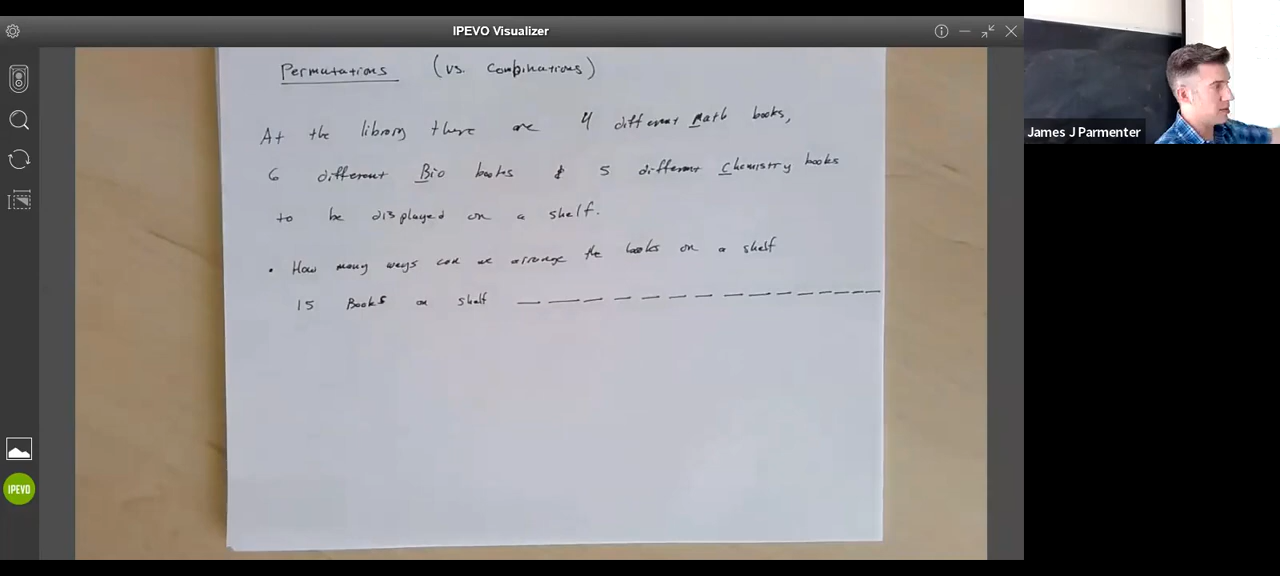 IPEVO Visualizer
Permutations (vs. Combinations)
At the library there are 4 different Math books,
6 different Bio books & 5 different Chemistry books
to be displayed on a shelf.
• How many ways can we arrange the books on a shelf
15 Books on shelf
James J Parmenter
IPEVO